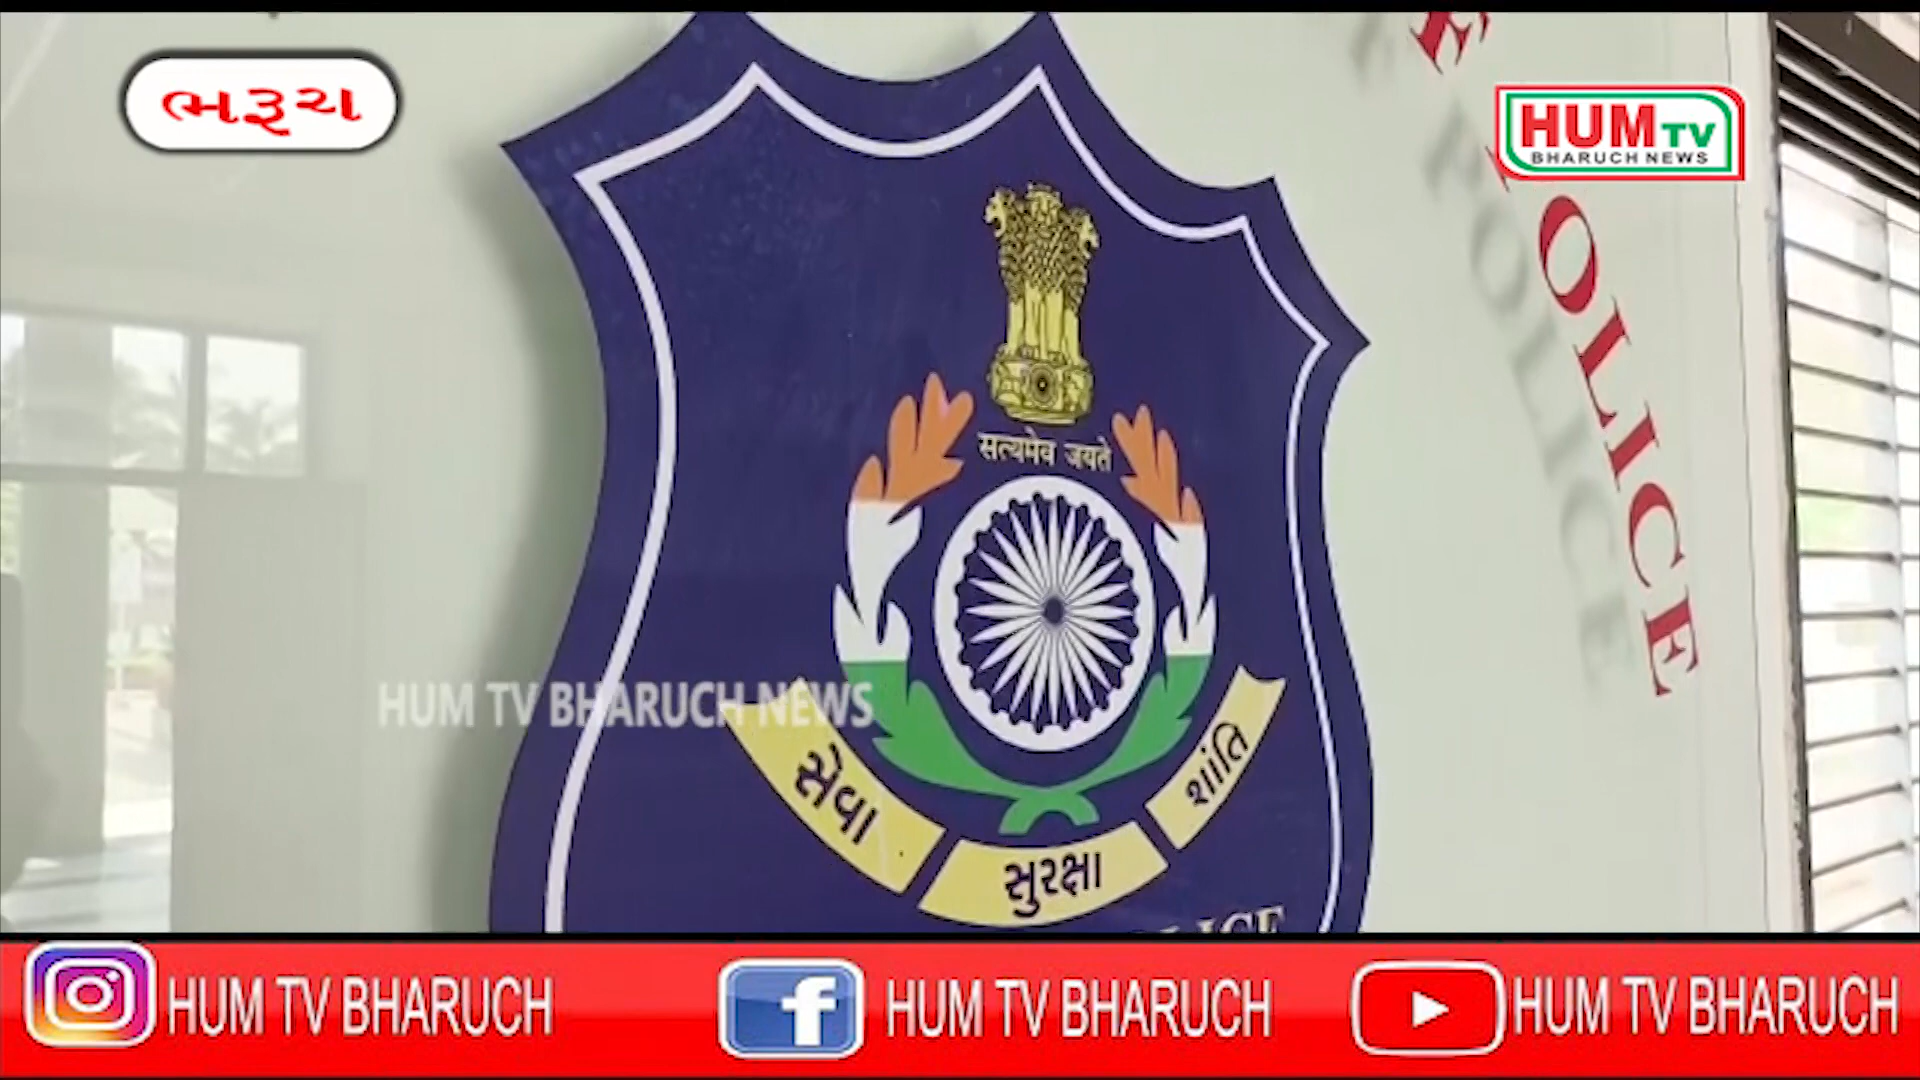 ભરૂચ
HUM TV
BHARUCH NEWS
POLICE
सत्यमेव जयते
HUM TV BHARUCH NEWS
સેવા
સુરક્ષા
શાંતિ
HUM TV BHARUCH
HUM TV BHARUCH
HUM TV BHARUCH